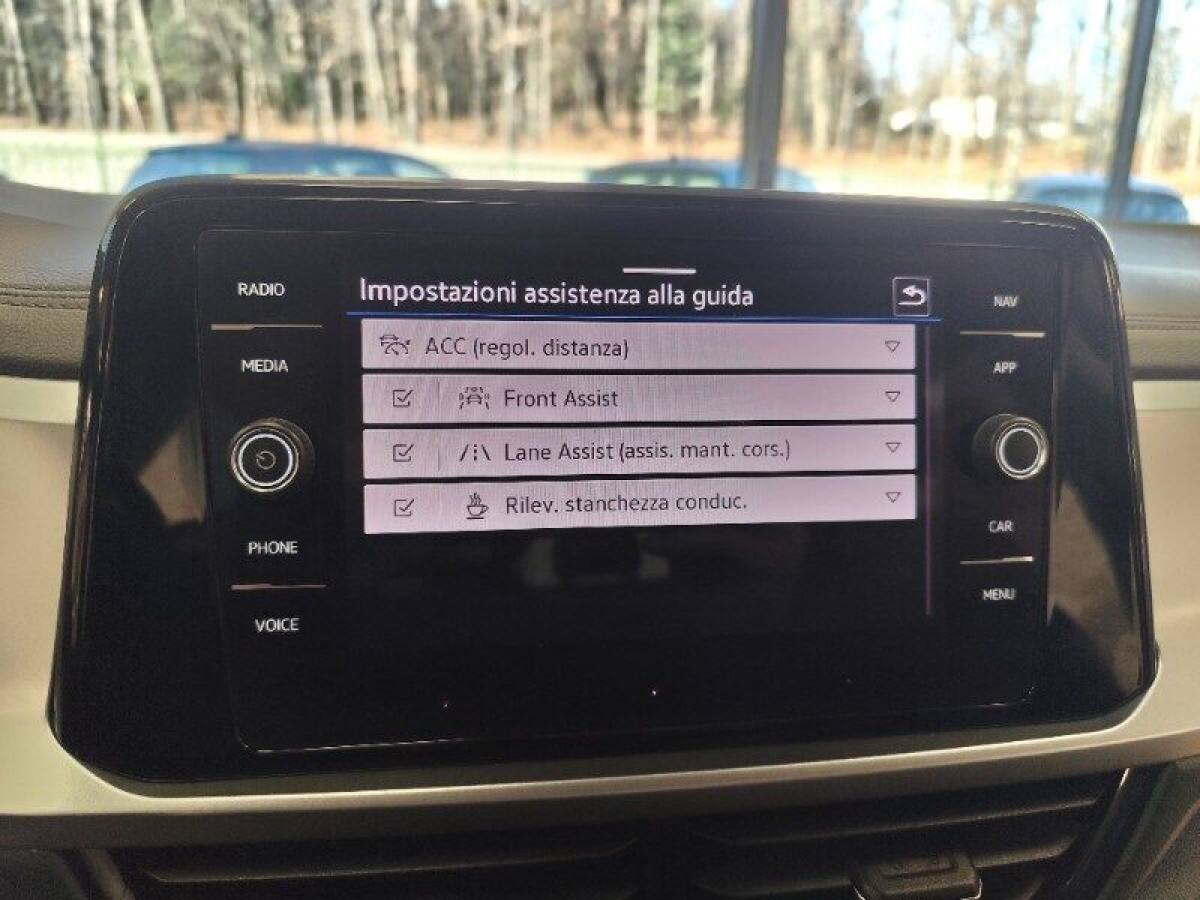 RADIO
MEDIA
PHONE
VOICE
Impostazioni assistenza alla guida
ACC (regol. distanza)
Front Assist
Lane Assist (assis. mant. cors.)
Rilev. stanchezza conduc.
NAV
APP
CAR
MENU